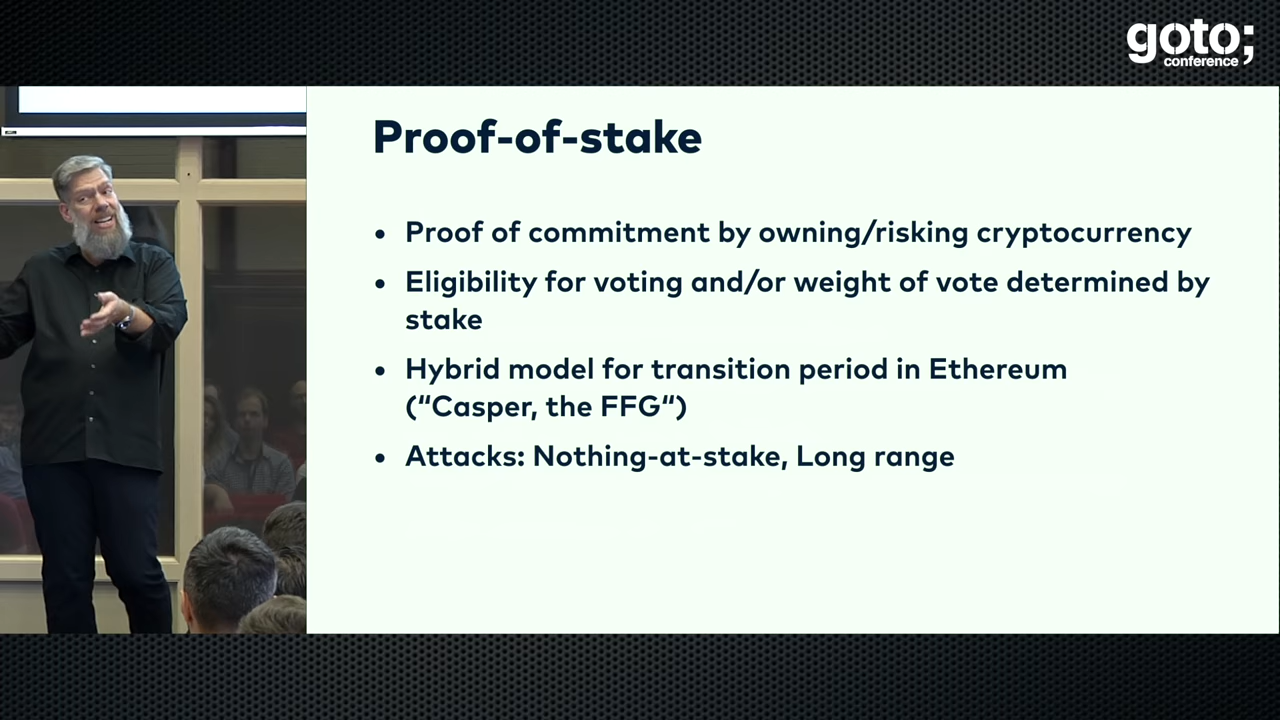 goto;
conference
Proof-of-stake
• Proof of commitment by owning/risking cryptocurrency
• Eligibility for voting and/or weight of vote determined by
stake
• Hybrid model for transition period in Ethereum
(“Casper, the FFG“)
• Attacks: Nothing-at-stake, Long range